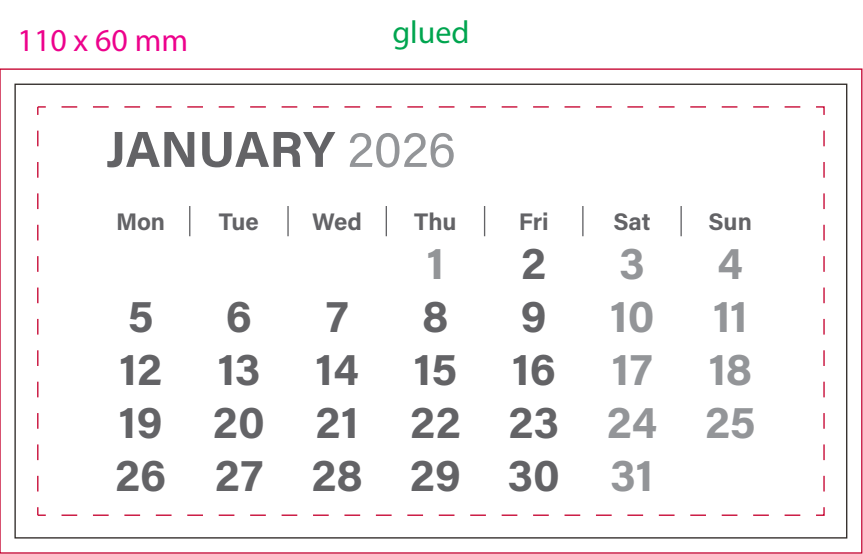 110 x 60 mm
glued
JANUARY 2026
Mon Tue Wed Thu Fri Sat Sun
1 2 3 4
5 6 7 8 9 10 11
12 13 14 15 16 17 18
19 20 21 22 23 24 25
26 27 28 29 30 31